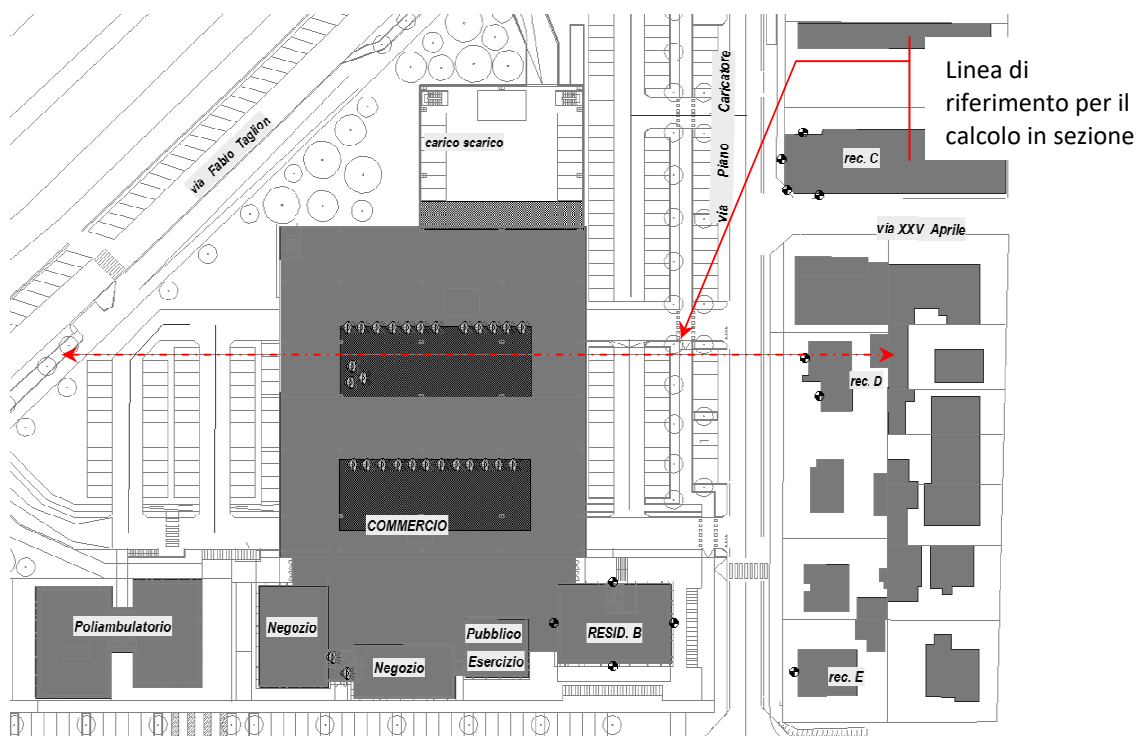 Linea di
riferimento per il
calcolo in sezione
via Fabio Taglion
carico scarico
via Piano Caricatore
rec. C
via XXV Aprile
rec. D
COMMERCIO
Poliambulatorio
Negozio
Negozio
Pubblico
Esercizio
RESID. B
rec. E